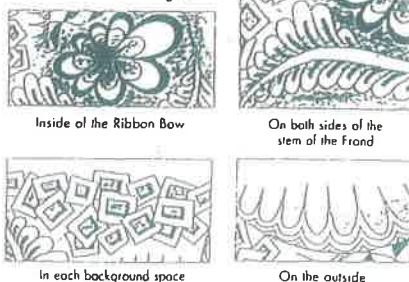 Inside of the Ribbon Bow
On both sides of the
stem of the Frond
In each background space
On the outside